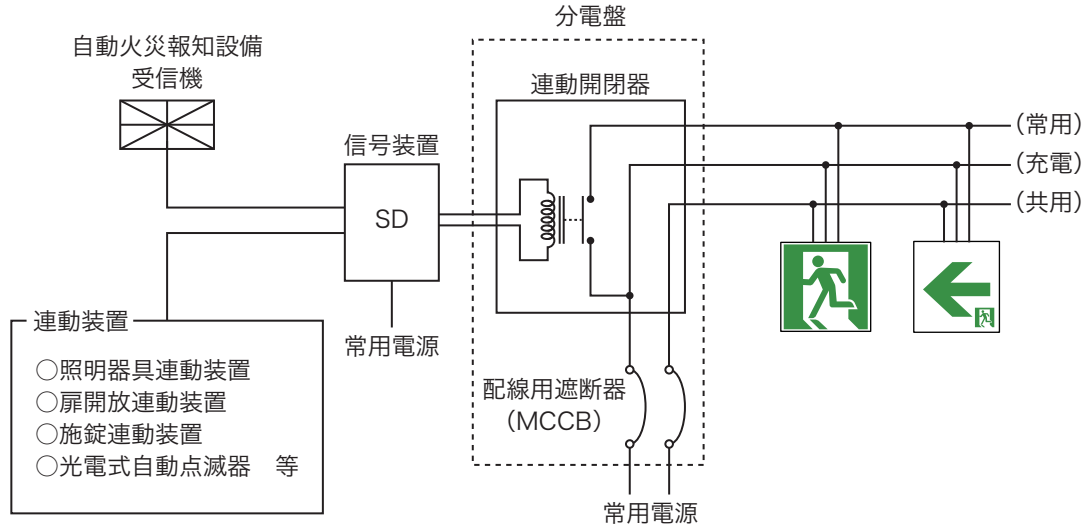 分電盤
自動火災報知設備
受信機
連動開閉器
信号装置
SD
(常用)
(充電)
(共用)
連動装置
○照明器具連動装置
○扉開放連動装置
○施錠連動装置
○光電式自動点滅器　等
常用電源
配線用遮断器
(MCCB)
常用電源